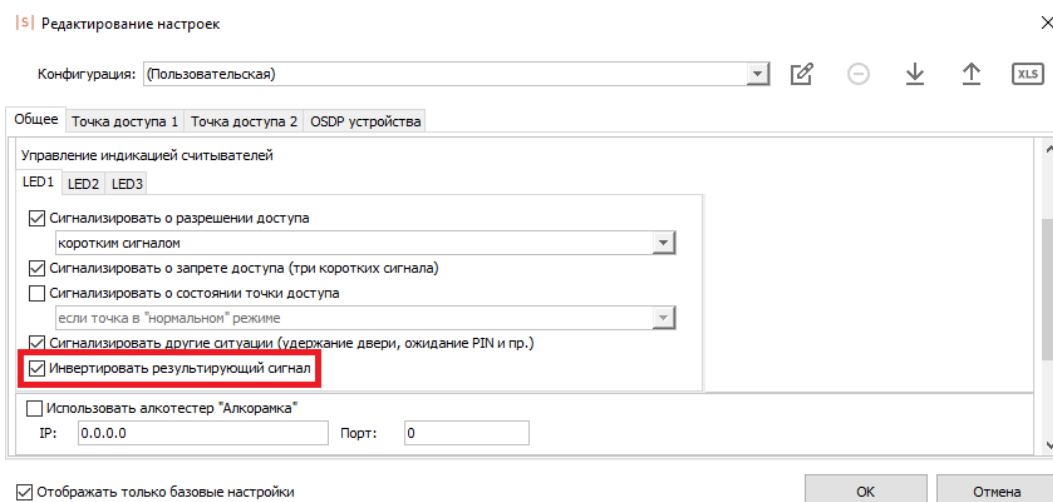 |S| Редактирование настроек
Конфигурация: (Пользовательская) XLS
Общее Точка доступа 1 Точка доступа 2 OSDP устройства
Управление индикацией считывателей
LED1 LED2 LED3
Сигнализировать о разрешении доступа
коротким сигналом
Сигнализировать о запрете доступа (три коротких сигнала)
Сигнализировать о состоянии точки доступа
если точка в "нормальном" режиме
Сигнализировать другие ситуации (удержание двери, ожидание PIN и пр.)
Инвертировать результирующий сигнал
Использовать алкотестер "Алкорамка"
IP: 0.0.0.0 Порт: 0
Отображать только базовые настройки OK Отмена